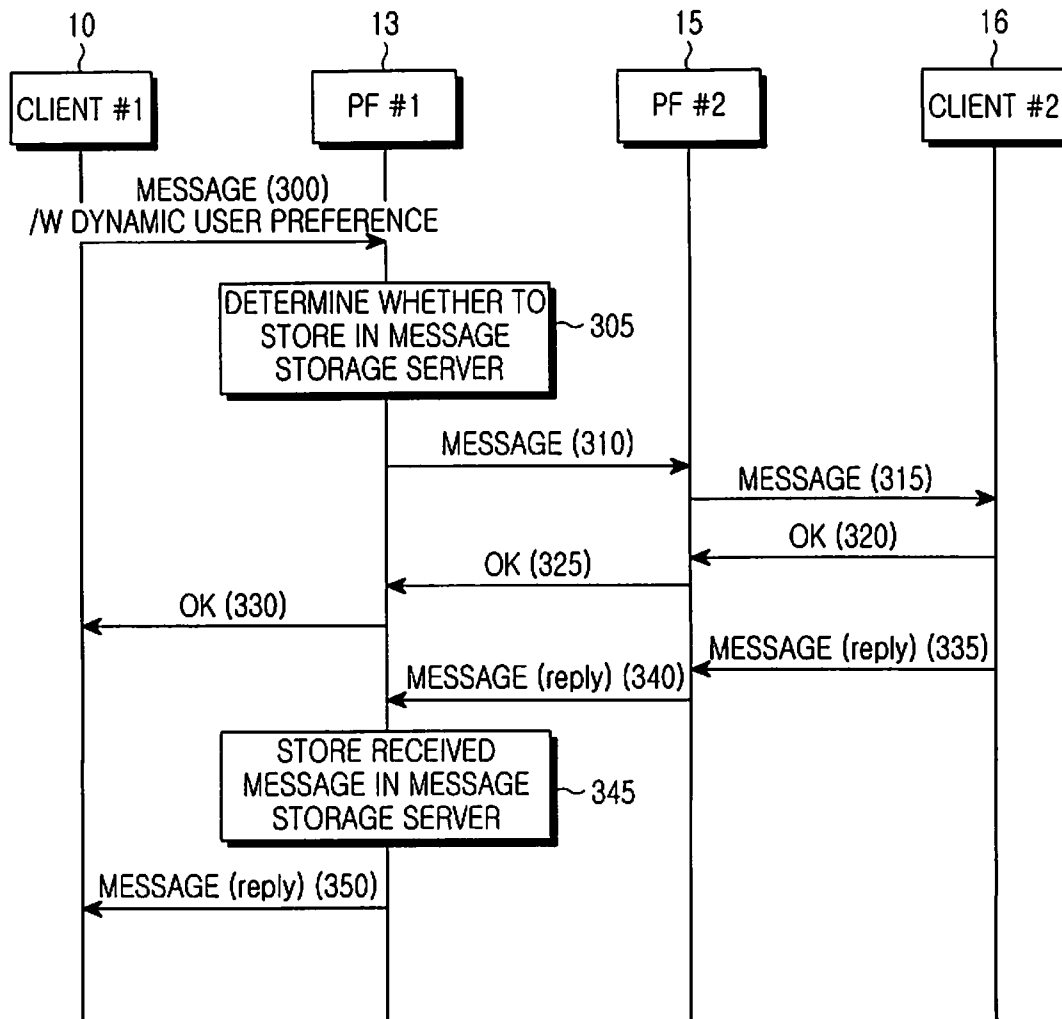 10 13 15 16
CLIENT #1 PF #1 PF #2 CLIENT #2
MESSAGE (300)
/W DYNAMIC USER PREFERENCE
DETERMINE WHETHER TO
STORE IN MESSAGE
STORAGE SERVER
305
MESSAGE (310)
MESSAGE (315)
OK (320)
OK (325)
OK (330)
MESSAGE (reply) (335)
MESSAGE (reply) (340)
STORE RECEIVED
MESSAGE IN MESSAGE
STORAGE SERVER
345
MESSAGE (reply) (350)